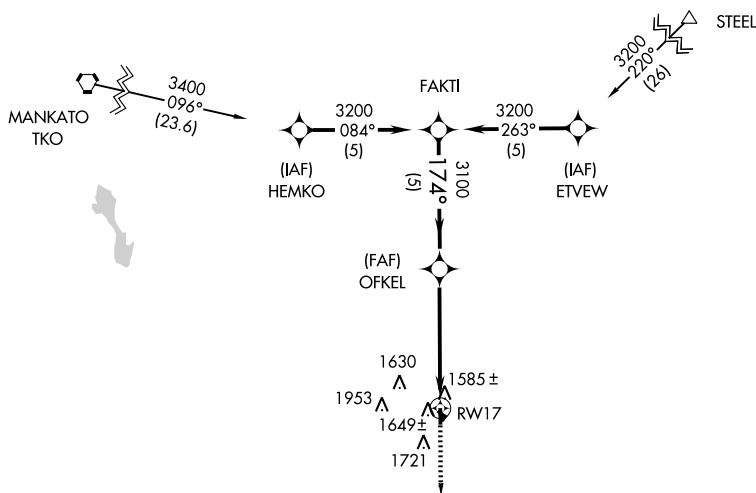 STEEL
3200
220°
(26)
FAKTI
3400
096°
(23.6)
MANKATO
TKO
3200
084°
(5)
3200
263°
(5)
(IAF)
HEMKO
3100
174°
(5)
(IAF)
ETVEW
(FAF)
OFKEL
1630
1585 ±
1953
1649±
RW17
1721